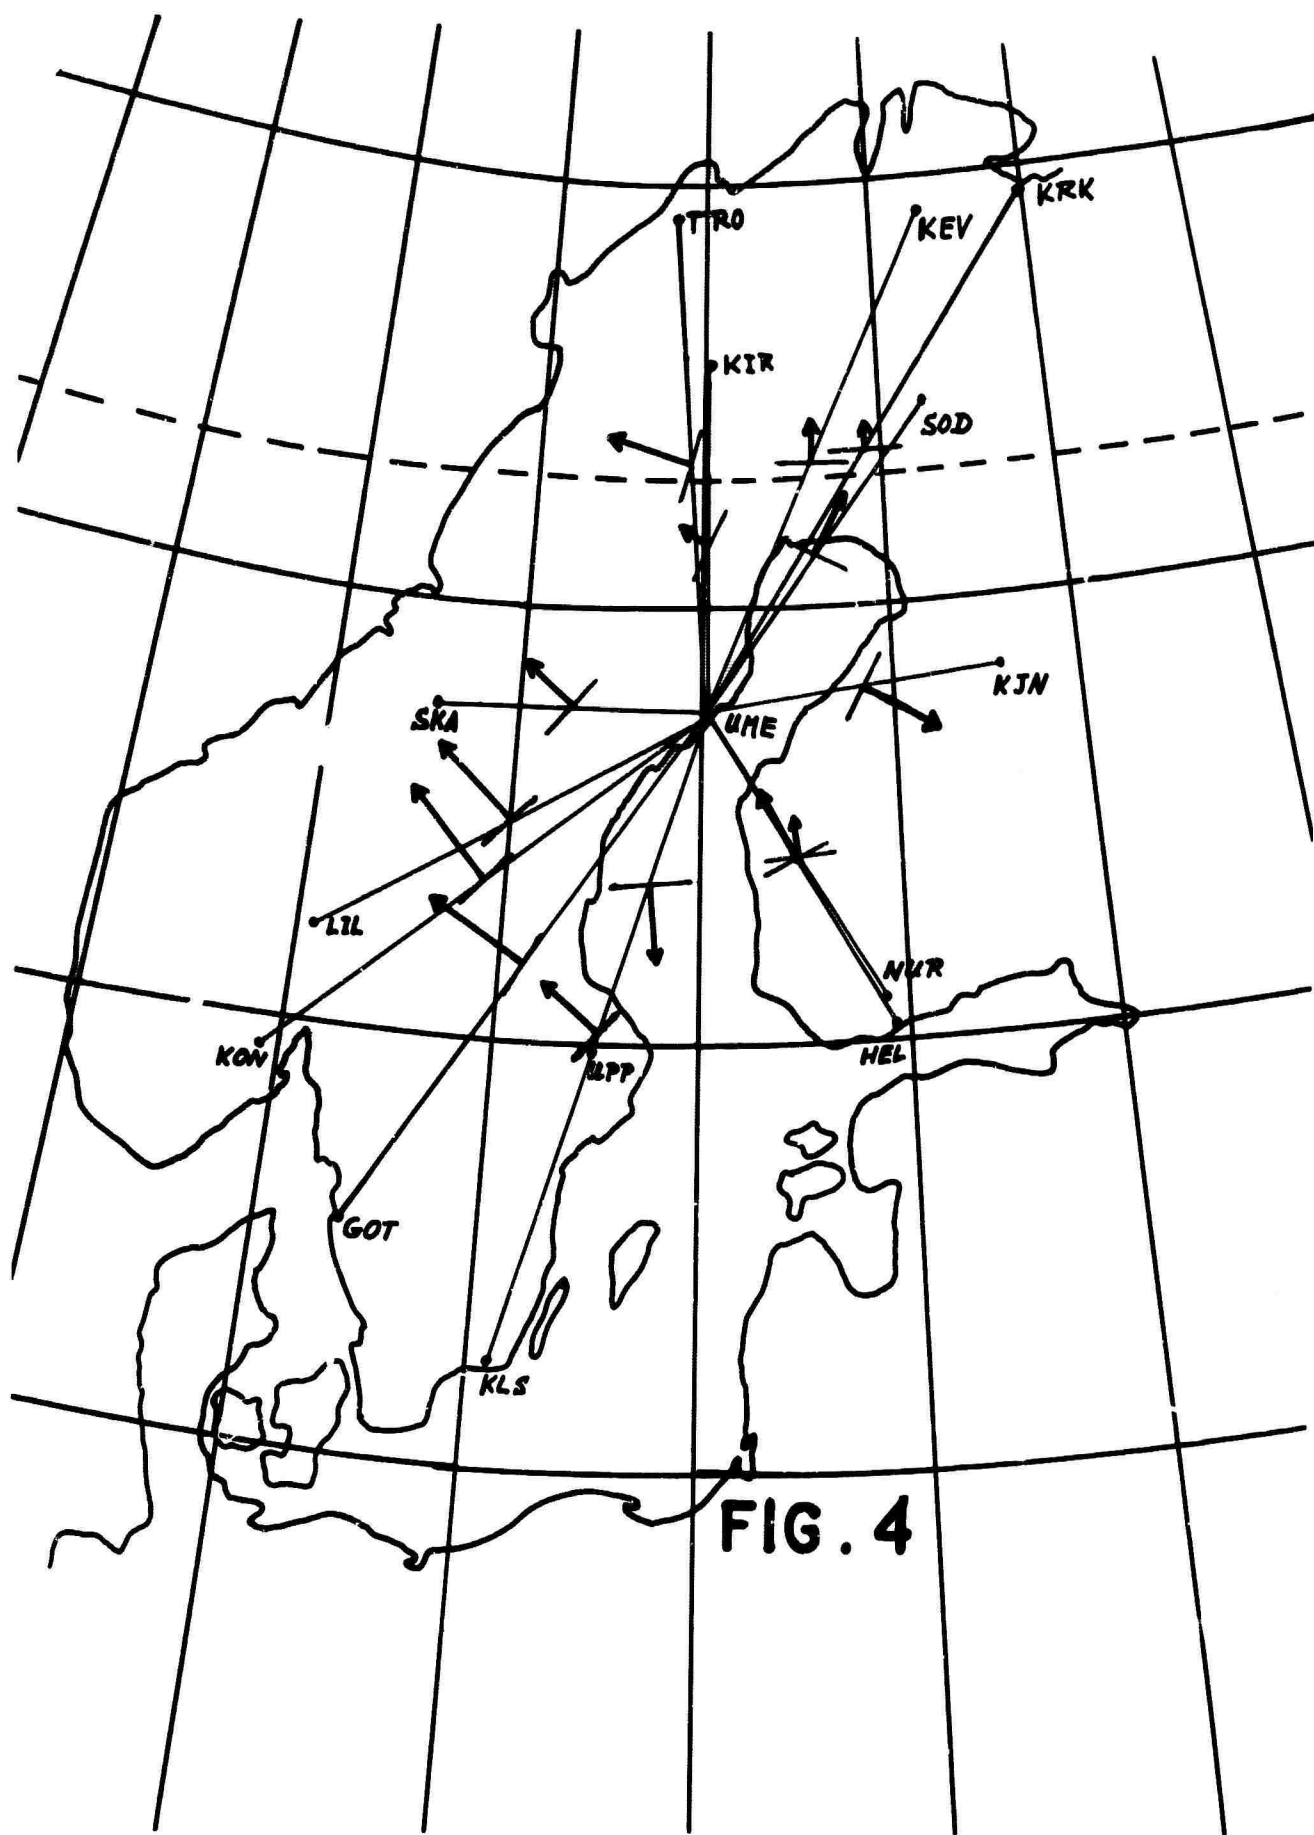 KRK
TRO
KEV
KIR
SOD
KJN
SKA
UME
LIL
NUR
KON
HEL
UPP
GOT
KLS
FIG. 4